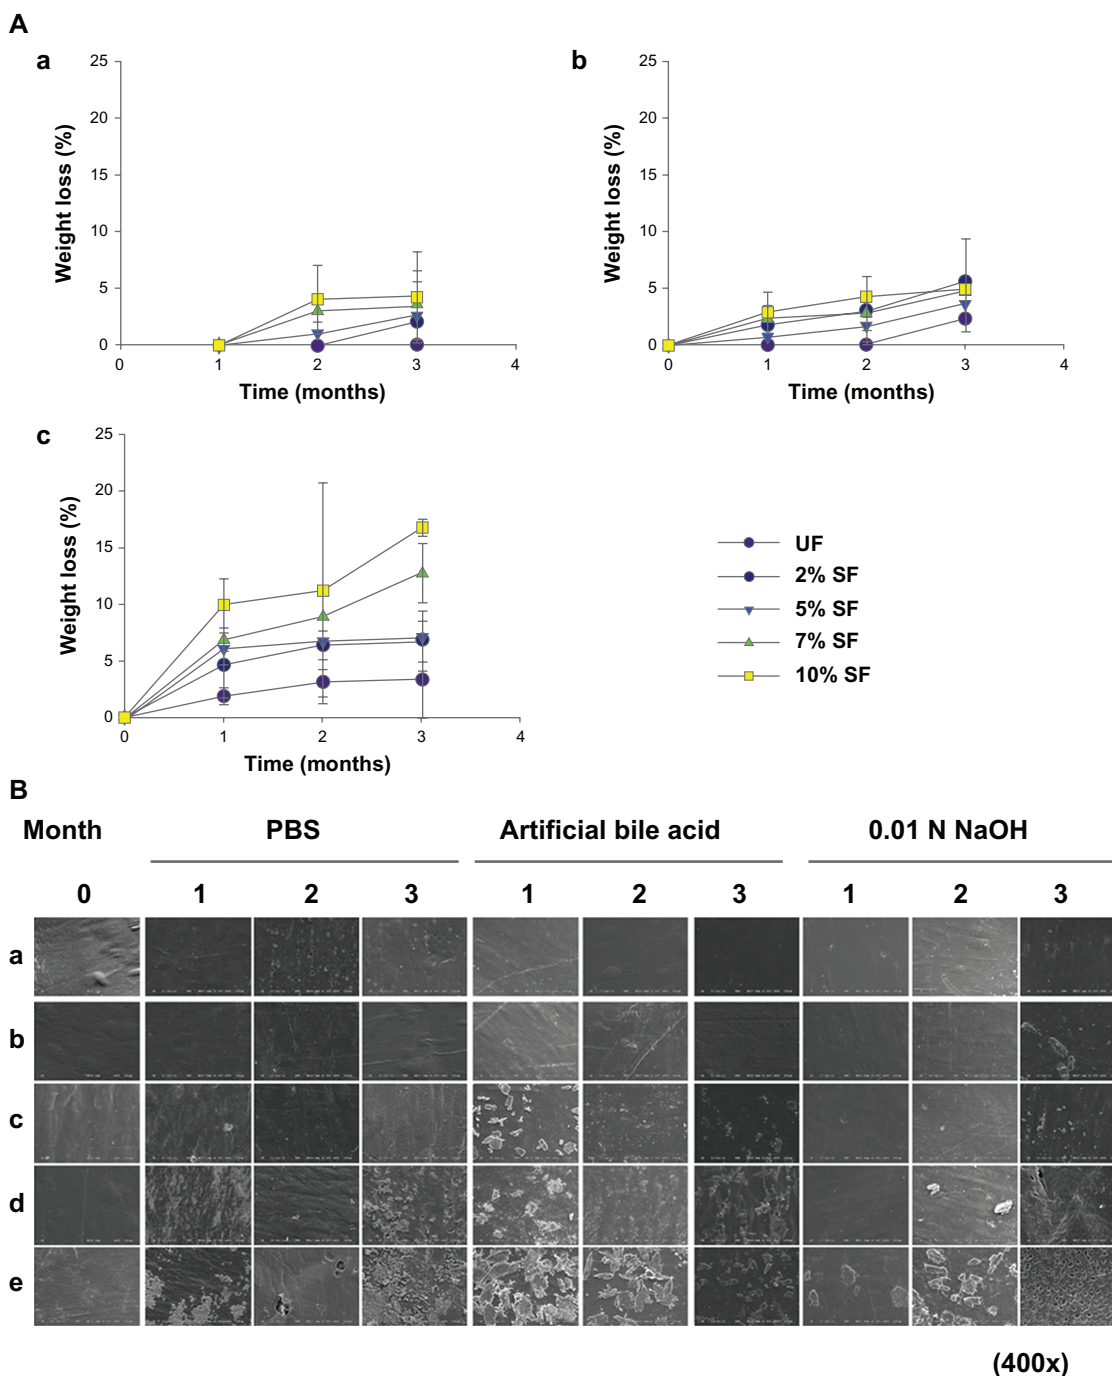 A
a
25
20
15
10
5
0
Weight loss (%)
0 1 2 3 4
Time (months)
b
25
20
15
10
5
0
Weight loss (%)
0 1 2 3 4
Time (months)
c
25
20
15
10
5
0
Weight loss (%)
0 1 2 3 4
Time (months)
UF
2% SF
5% SF
7% SF
10% SF
B
Month PBS Artificial bile acid 0.01 N NaOH
0 1 2 3 1 2 3 1 2 3
a
b
c
d
e
(400x)